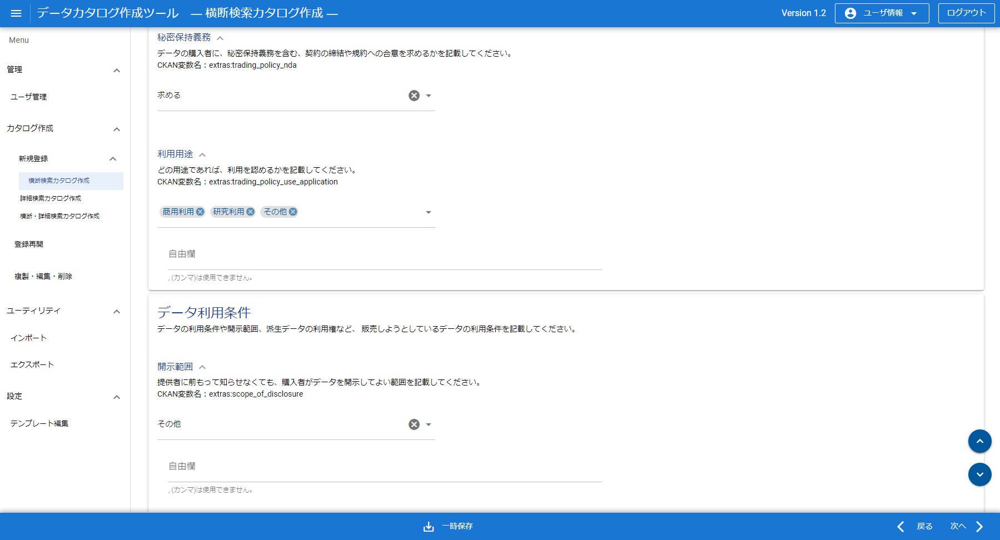 データカタログ作成ツール ― 横断検索カタログ作成 ―
Version 1.2
ユーザ情報
ログアウト
Menu
管理
ユーザ管理
カタログ作成
新規登録
横断検索カタログ作成
詳細検索カタログ作成
横断・詳細検索カタログ作成
登録再開
複製・編集・削除
ユーティリティ
インポート
エクスポート
設定
テンプレート編集
秘密保持義務
データの購入者に、秘密保持義務を含む、契約の締結や規約への合意を求めるかを記載してください。
CKAN変数名：extras:trading_policy_nda
求める
利用用途
どの用途であれば、利用を認めるかを記載してください。
CKAN変数名：extras:trading_policy_use_application
商用利用 研究利用 その他
自由欄
, (カンマ)は使用できません。
データ利用条件
データの利用条件や開示範囲、派生データの利用権など、 販売しようとしているデータの利用条件を記載してください。
開示範囲
提供者に前もって知らせなくても、購入者がデータを開示してよい範囲を記載してください。
CKAN変数名：extras:scope_of_disclosure
その他
自由欄
, (カンマ)は使用できません。
一時保存
戻る
次へ